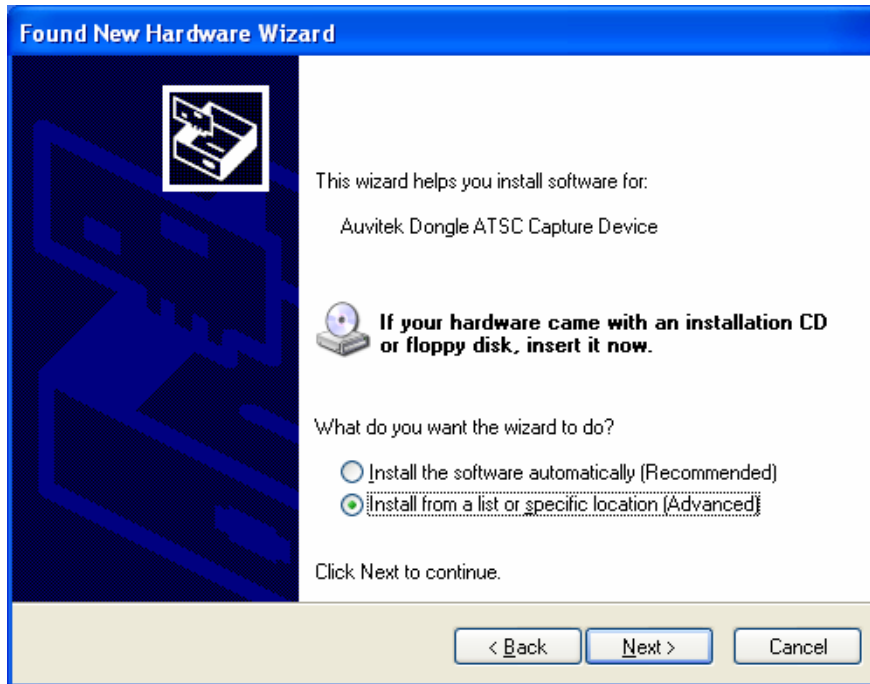 Found New Hardware Wizard
This wizard helps you install software for:
Auvitek Dongle ATSC Capture Device
If your hardware came with an installation CD
or floppy disk, insert it now.
What do you want the wizard to do?
Install the software automatically (Recommended)
Install from a list or specific location (Advanced)
Click Next to continue.
< Back Next > Cancel